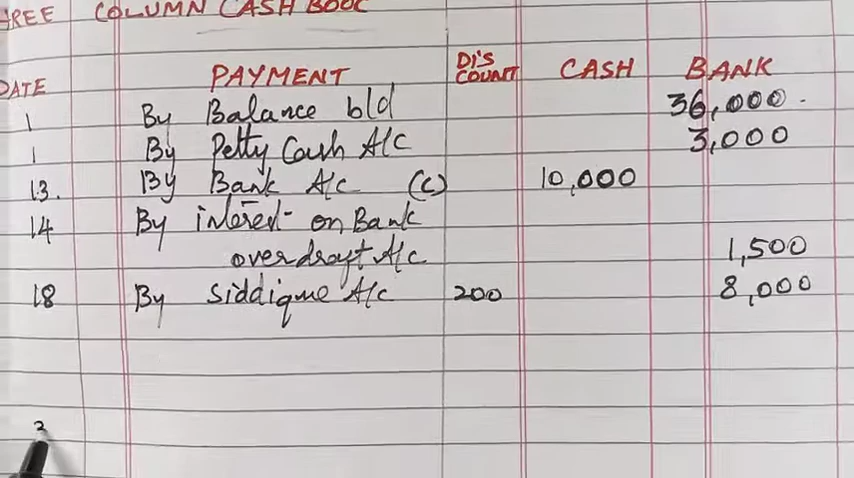 REE COLUMN CASH BOOK
DATE PAYMENT DIS COUNT CASH BANK
1 By Balance b/d 36,000.
1 By Petty Cash A/c 3,000
13. By Bank A/c (c) 10,000
14 By interest on Bank
overdraft A/c 1,500
18 By Siddique A/c 200 8,000
2